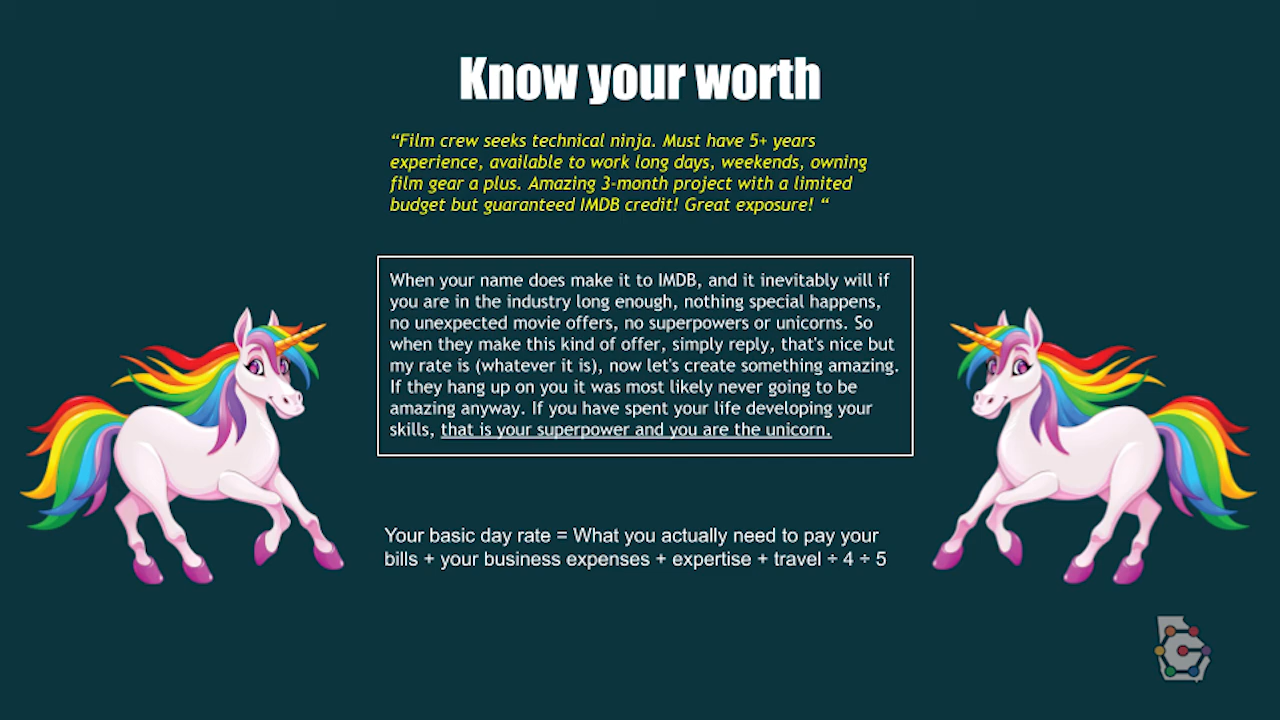 Know your worth
“Film crew seeks technical ninja. Must have 5+ years
experience, available to work long days, weekends, owning
film gear a plus. Amazing 3-month project with a limited
budget but guaranteed IMDB credit! Great exposure! “
When your name does make it to IMDB, and it inevitably will if
you are in the industry long enough, nothing special happens,
no unexpected movie offers, no superpowers or unicorns. So
when they make this kind of offer, simply reply, that's nice but
my rate is (whatever it is), now let's create something amazing.
If they hang up on you it was most likely never going to be
amazing anyway. If you have spent your life developing your
skills, that is your superpower and you are the unicorn.
Your basic day rate = What you actually need to pay your
bills + your business expenses + expertise + travel ÷ 4 ÷ 5